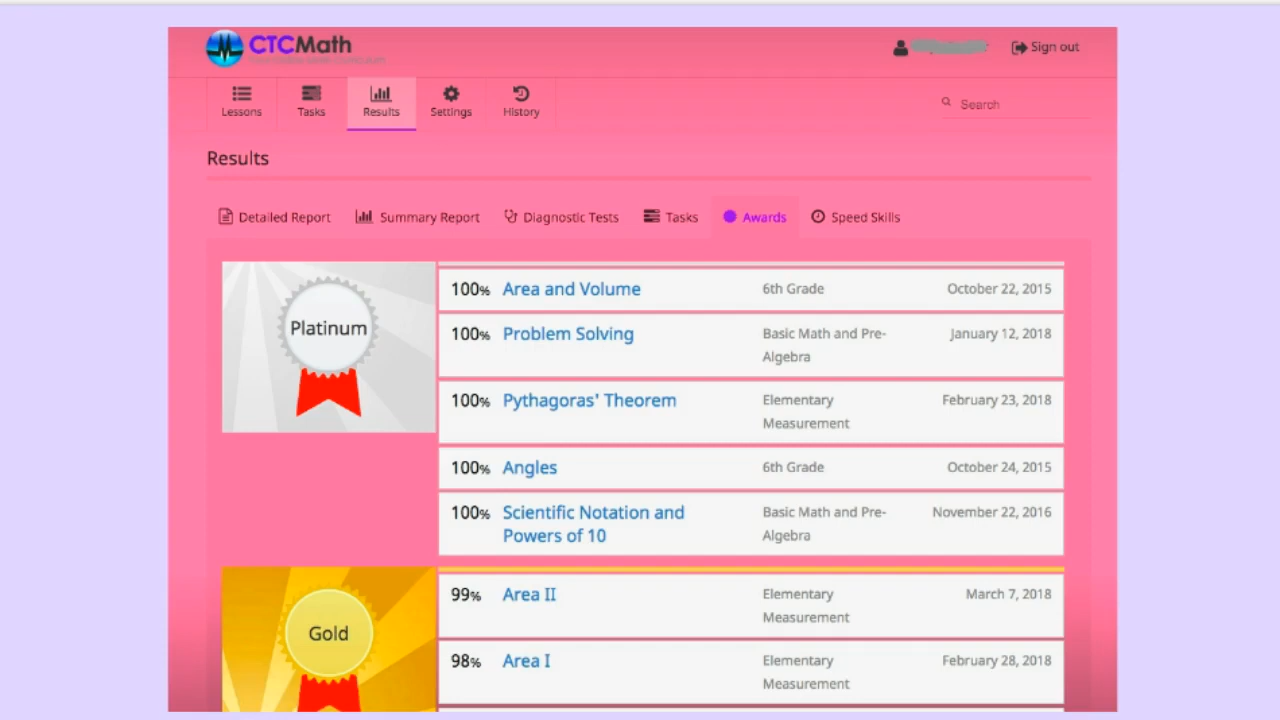 CTCMath
Sign out
Lessons
Tasks
Results
Settings
History
Search
Results
Detailed Report
Summary Report
Diagnostic Tests
Tasks
Awards
Speed Skills
Platinum
100% Area and Volume 6th Grade October 22, 2015
100% Problem Solving Basic Math and Pre- January 12, 2018
Algebra
100% Pythagoras' Theorem Elementary February 23, 2018
Measurement
100% Angles 6th Grade October 24, 2015
100% Scientific Notation and Basic Math and Pre- November 22, 2016
Powers of 10 Algebra
Gold
99% Area II Elementary March 7, 2018
Measurement
98% Area I Elementary February 28, 2018
Measurement